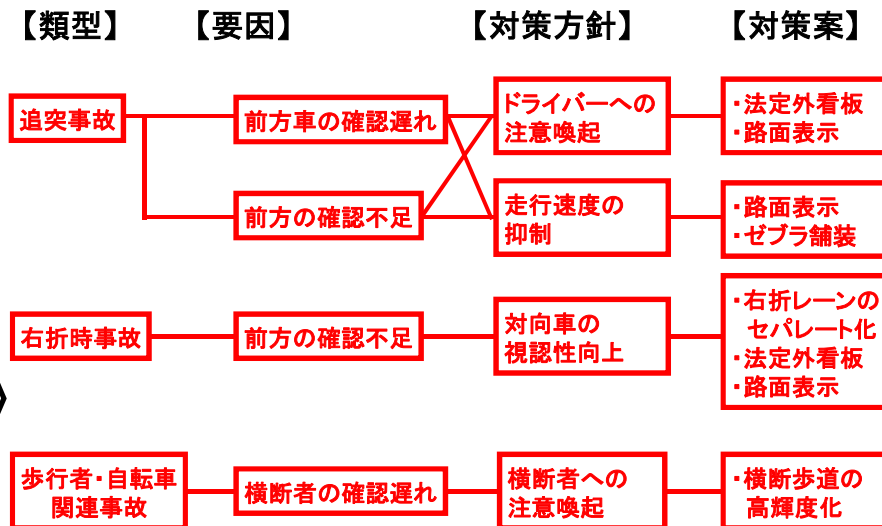 【類型】 【要因】 【対策方針】 【対策案】
追突事故
前方車の確認遅れ
前方の確認不足
ドライバーへの
注意喚起
走行速度の
抑制
・法定外看板
・路面表示
・路面表示
・ゼブラ舗装
右折時事故
前方の確認不足
対向車の
視認性向上
・右折レーンの
セパレート化
・法定外看板
・路面表示
歩行者・自転車
関連事故
横断者の確認遅れ
横断者への
注意喚起
・横断歩道の
高輝度化